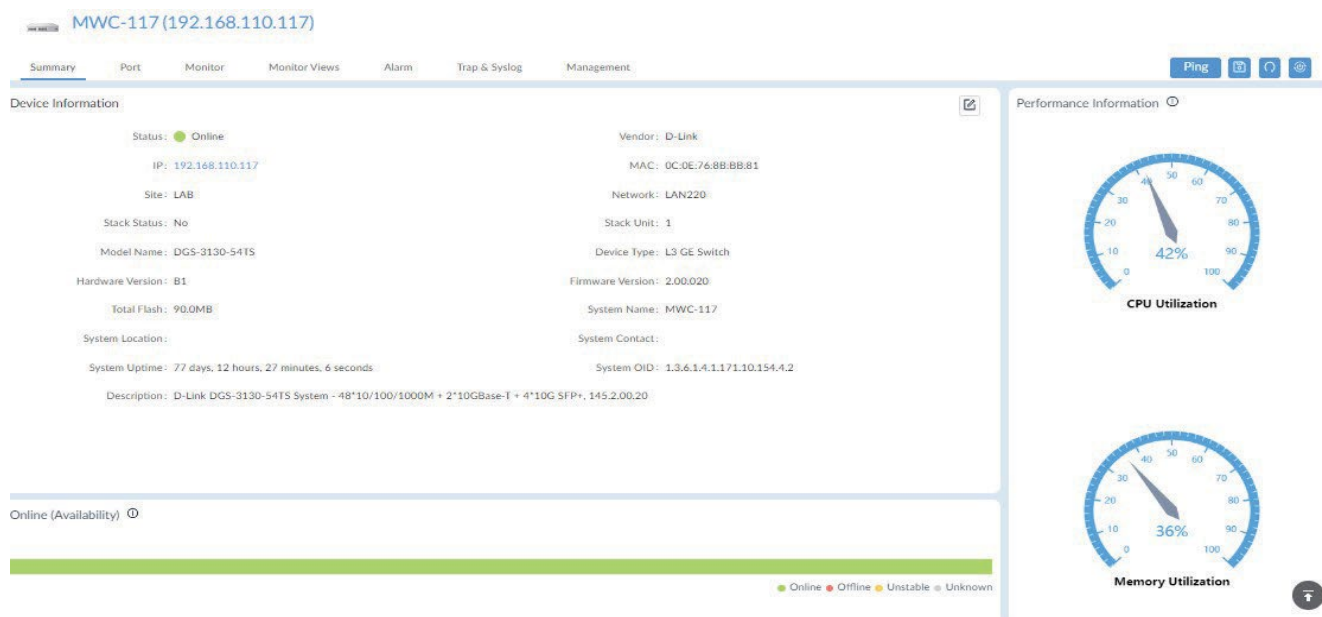 MWC-117 (192.168.110.117)
Summary Port Monitor Monitor Views Alarm Trap & Syslog Management Ping
Device Information
Status: Online
Vendor: D-Link
IP: 192.168.110.117
MAC: 0C:0E:76:8B:BB:81
Site: LAB
Network: LAN220
Stack Status: No
Stack Unit: 1
Model Name: DGS-3130-54TS
Device Type: L3 GE Switch
Hardware Version: B1
Firmware Version: 2.00.020
Total Flash: 90.0MB
System Name: MWC-117
System Location:
System Contact:
System Uptime: 77 days, 12 hours, 27 minutes, 6 seconds
System OID: 1.3.6.1.4.1.171.10.154.4.2
Description: D-Link DGS-3130-54TS System - 48*10/100/1000M + 2*10GBase-T + 4*10G SFP+, 145.2.00.20
Online (Availability)
Online Offline Unstable Unknown
Performance Information
0 10 20 30 40 50 60 70 80 90 100
42%
CPU Utilization
0 10 20 30 40 50 60 70 80 90 100
36%
Memory Utilization